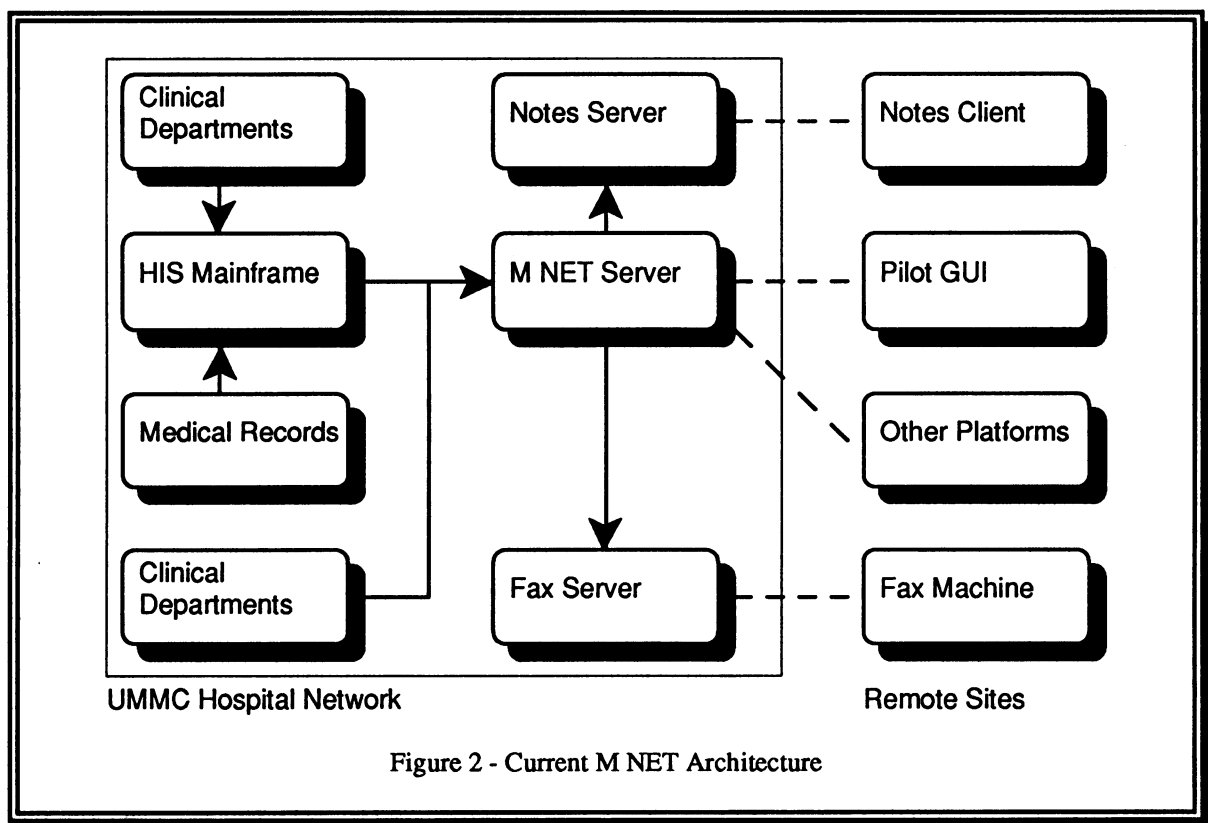 Clinical
Departments
Notes Server
Notes Client
HIS Mainframe
M NET Server
Pilot GUI
Medical Records
Other Platforms
Clinical
Departments
Fax Server
Fax Machine
UMMC Hospital Network
Remote Sites
Figure 2 - Current M NET Architecture